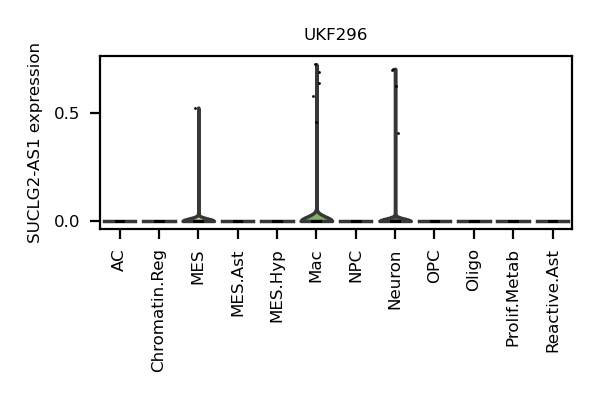 UKF296
SUCLG2-AS1 expression
0.5
0.0
AC
Chromatin.Reg
MES
MES.Ast
MES.Hyp
Mac
NPC
Neuron
OPC
Oligo
Prolif.Metab
Reactive.Ast